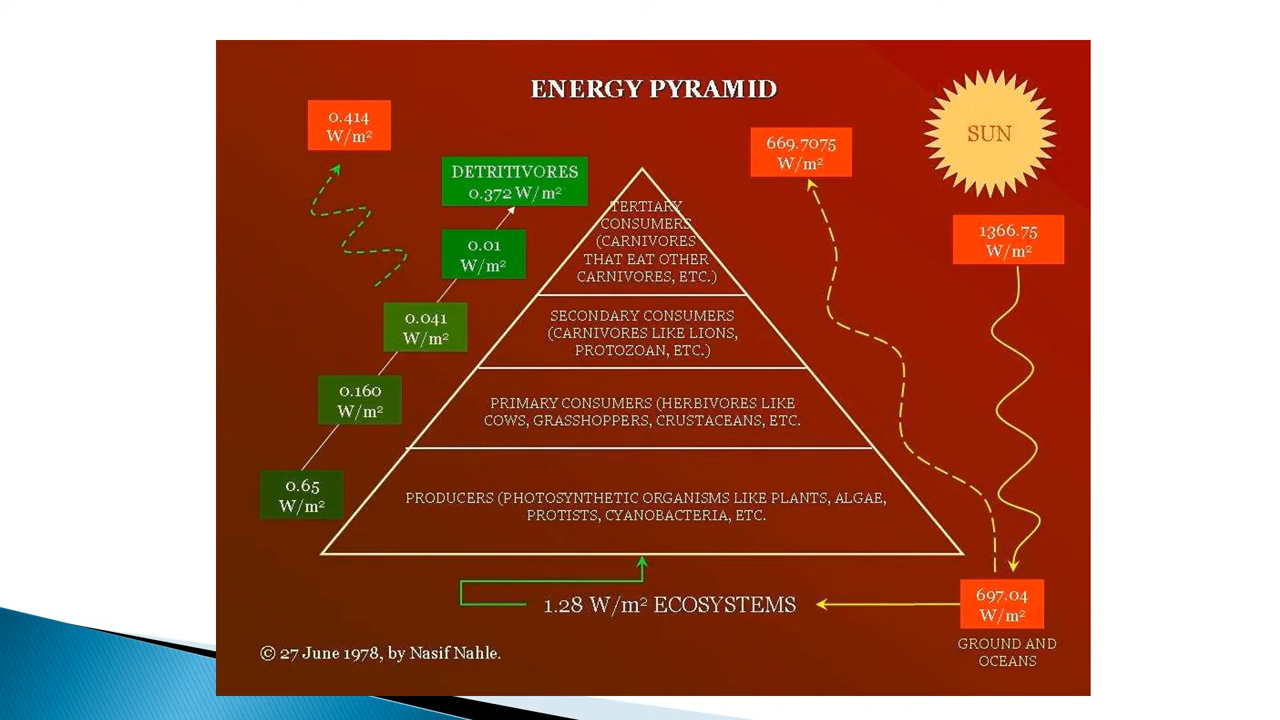 ENERGY PYRAMID
0.414
W/m²
SUN
669.7075
W/m²
DETRITIVORES
0.372 W/m²
TERTIARY
CONSUMERS
(CARNIVORES
THAT EAT OTHER
CARNIVORES, ETC.)
1366.75
W/m²
0.01
W/m²
0.041
W/m²
SECONDARY CONSUMERS
(CARNIVORES LIKE LIONS,
PROTOZOAN, ETC.)
0.160
W/m²
PRIMARY CONSUMERS (HERBIVORES LIKE
COWS, GRASSHOPPERS, CRUSTACEANS, ETC.
0.65
W/m²
PRODUCERS (PHOTOSYNTHETIC ORGANISMS LIKE PLANTS, ALGAE,
PROTISTS, CYANOBACTERIA, ETC.
1.28 W/m² ECOSYSTEMS
697.04
W/m²
GROUND AND
OCEANS
© 27 June 1978, by Nasif Nahle.